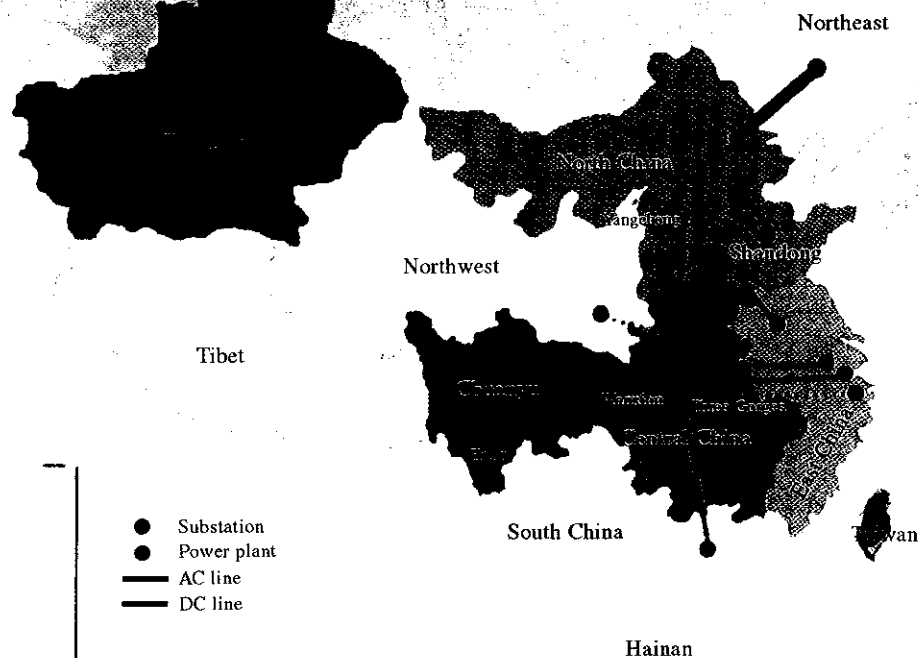 Northeast
North China
Yangcheng
Shandong
Northwest
Tibet
Chuanyu
Three Gorges
Central China
East China
South China
Taiwan
Substation
Power plant
AC line
DC line
Hainan